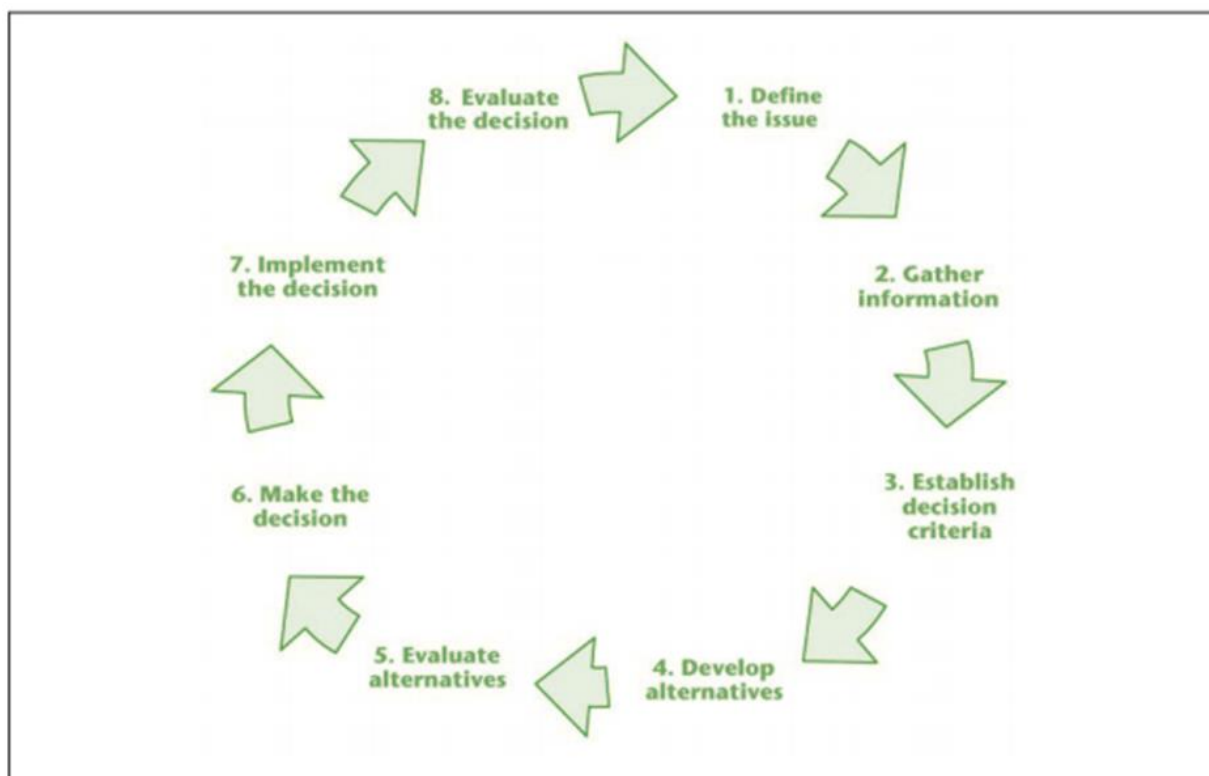 1. Define
the issue
2. Gather
information
3. Establish
decision
criteria
4. Develop
alternatives
5. Evaluate
alternatives
6. Make the
decision
7. Implement
the decision
8. Evaluate
the decision